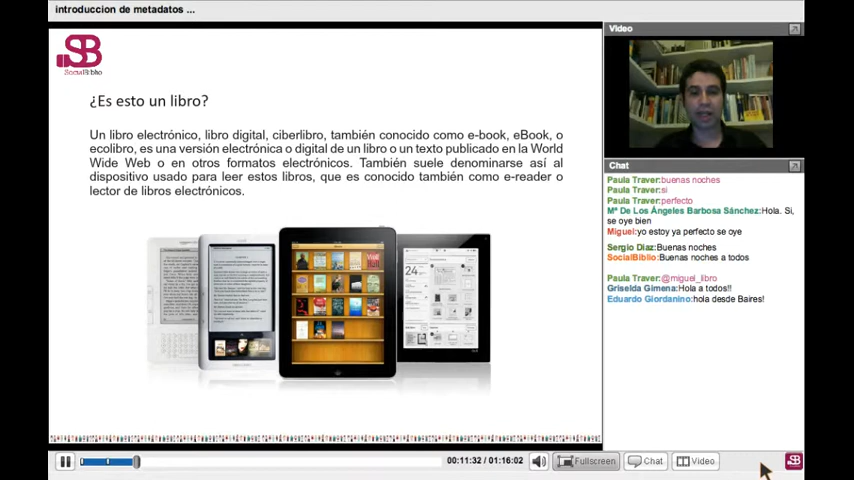 introduccion de metadatos ...
SB
SocialBiblio
¿Es esto un libro?
Un libro electrónico, libro digital, ciberlibro, también conocido como e-book, eBook, o
ecolibro, es una versión electrónica o digital de un libro o un texto publicado en la World
Wide Web o en otros formatos electrónicos. También suele denominarse así al
dispositivo usado para leer estos libros, que es conocido también como e-reader o
lector de libros electrónicos.
24
Video
Chat
Paula Traver:buenas noches
Paula Traver:si
Paula Traver:perfecto
Mª De Los Ángeles Barbosa Sánchez:Hola. Si,
se oye bien
Miguel:yo estoy ya perfecto se oye
Sergio Diaz:Buenas noches
SocialBiblio:Buenas noches a todos
Paula Traver:@miguel_libro
Griselda Gimena:Hola a todos!!
Eduardo Giordanino:hola desde Baires!
00:11:32 / 01:16:02
Fullscreen
Chat
Video
SB